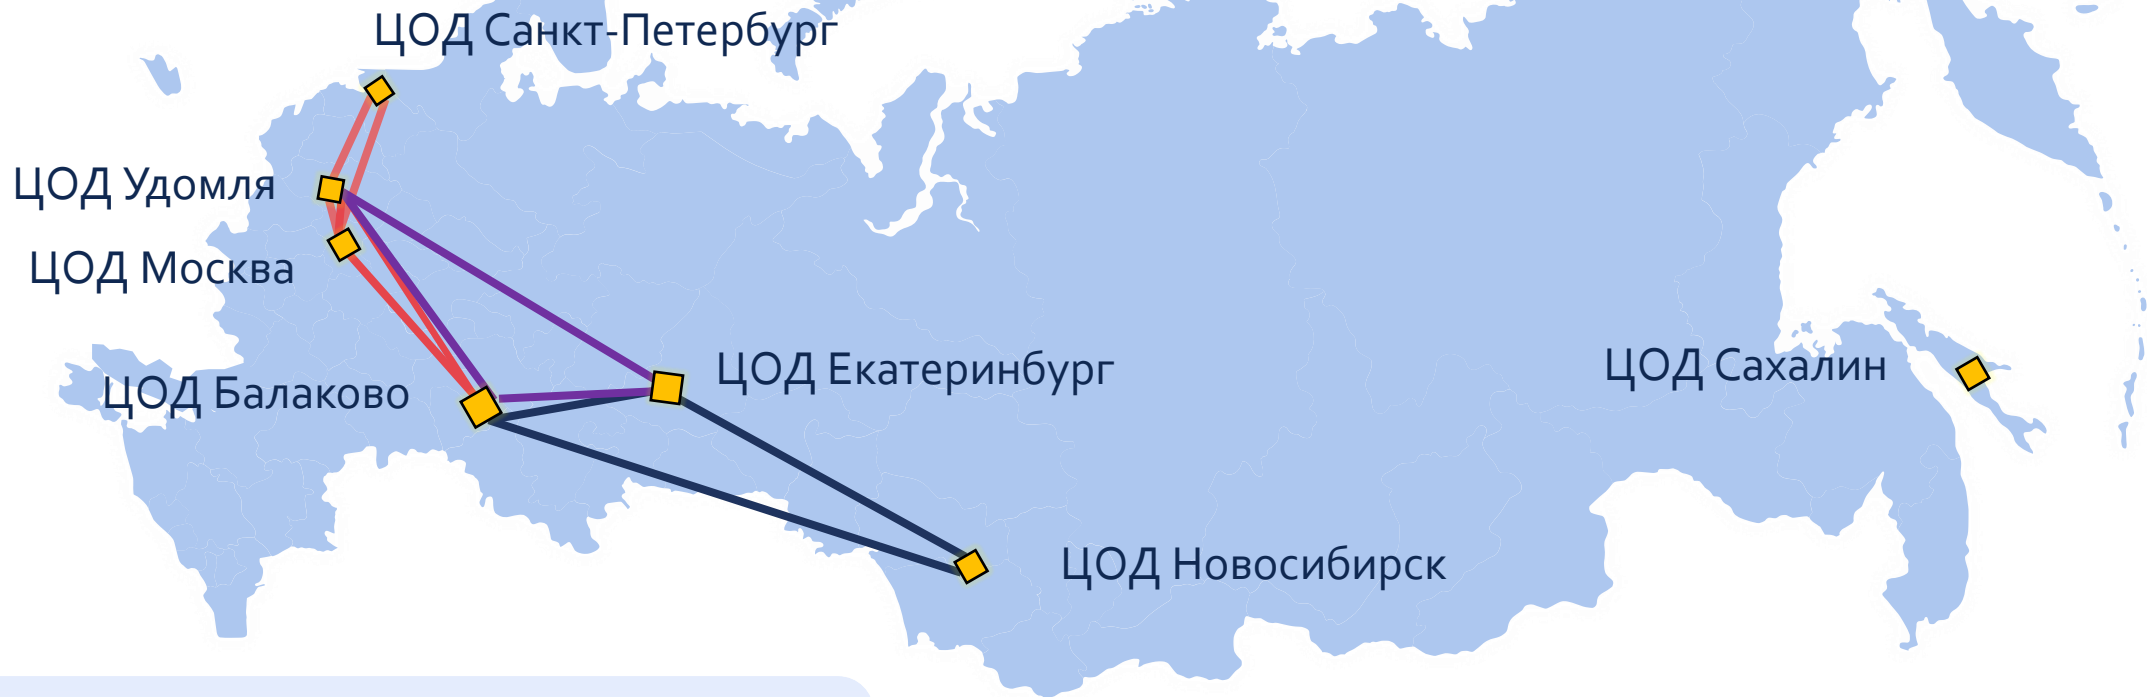 ЦОД Санкт-Петербург
ЦОД Удомля
ЦОД Москва
ЦОД Балаково
ЦОД Екатеринбург
ЦОД Сахалин
ЦОД Новосибирск